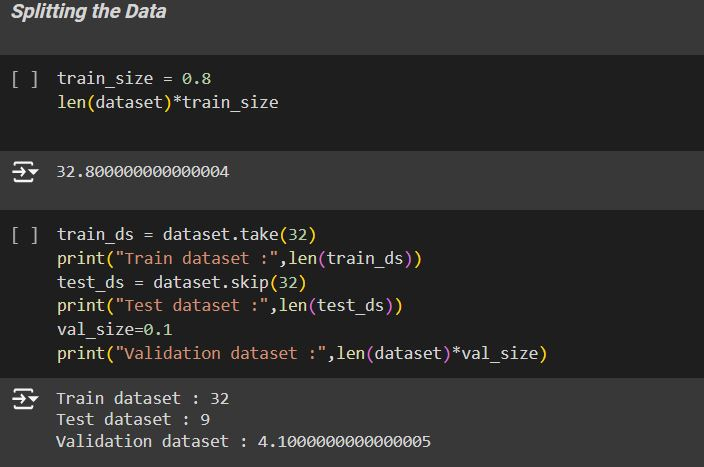 Splitting the Data
[ ] train_size = 0.8
len(dataset)*train_size
32.800000000000004
[ ] train_ds = dataset.take(32)
print("Train dataset :",len(train_ds))
test_ds = dataset.skip(32)
print("Test dataset :",len(test_ds))
val_size=0.1
print("Validation dataset :",len(dataset)*val_size)
Train dataset : 32
Test dataset : 9
Validation dataset : 4.1000000000000005